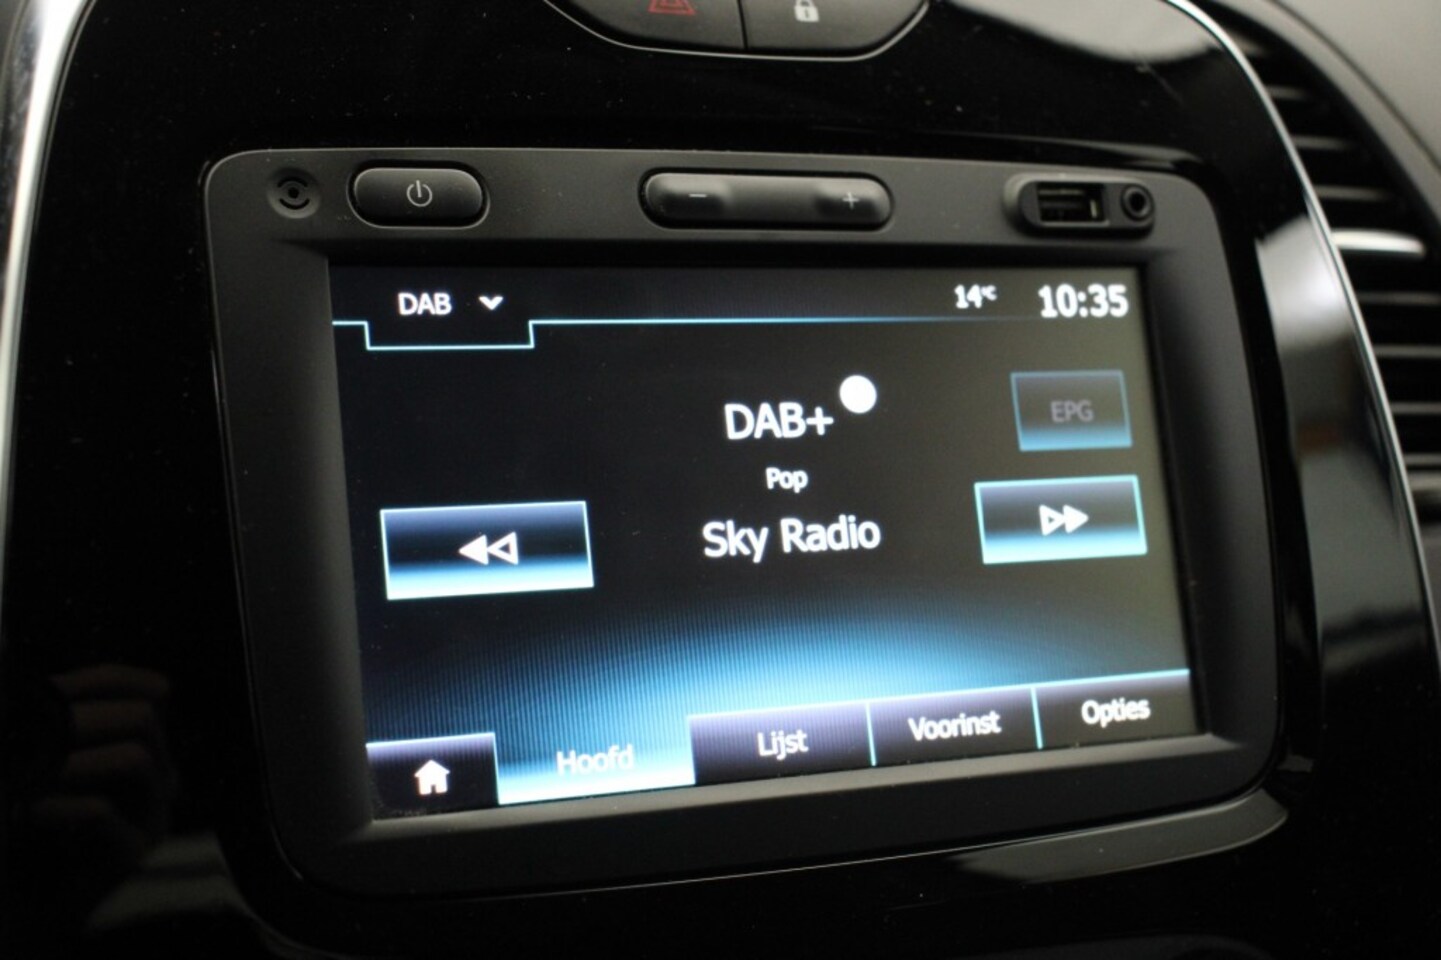 DAB
14°C
10:35
DAB+
EPG
Pop
Sky Radio
Hoofd
Lijst
Voorinst
Opties